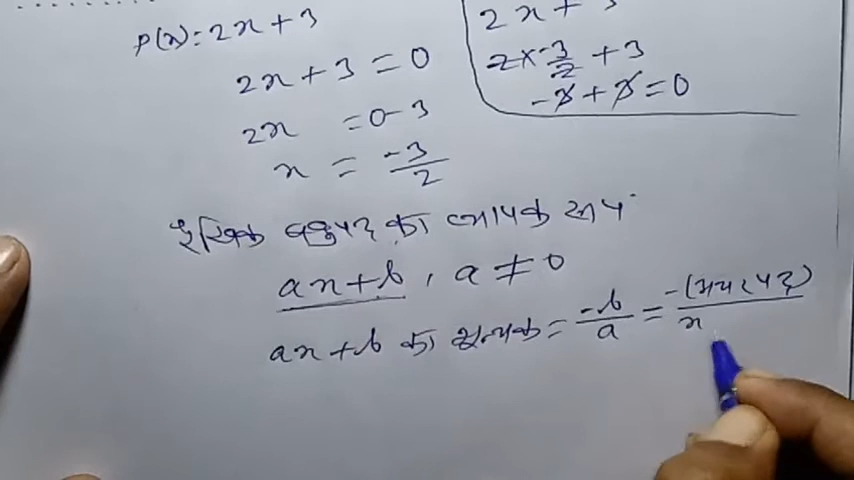 P(x) = 2x + 3
2x + 3 = 0
2x = 0 - 3
x = -3/2
2x + 3
2 × -3/2 + 3
-3 + 3 = 0
रैखिक बहुपद का व्यापक रूप
ax + b, a ≠ 0
ax + b का शून्यक = -b/a = -(अचर पद)/x